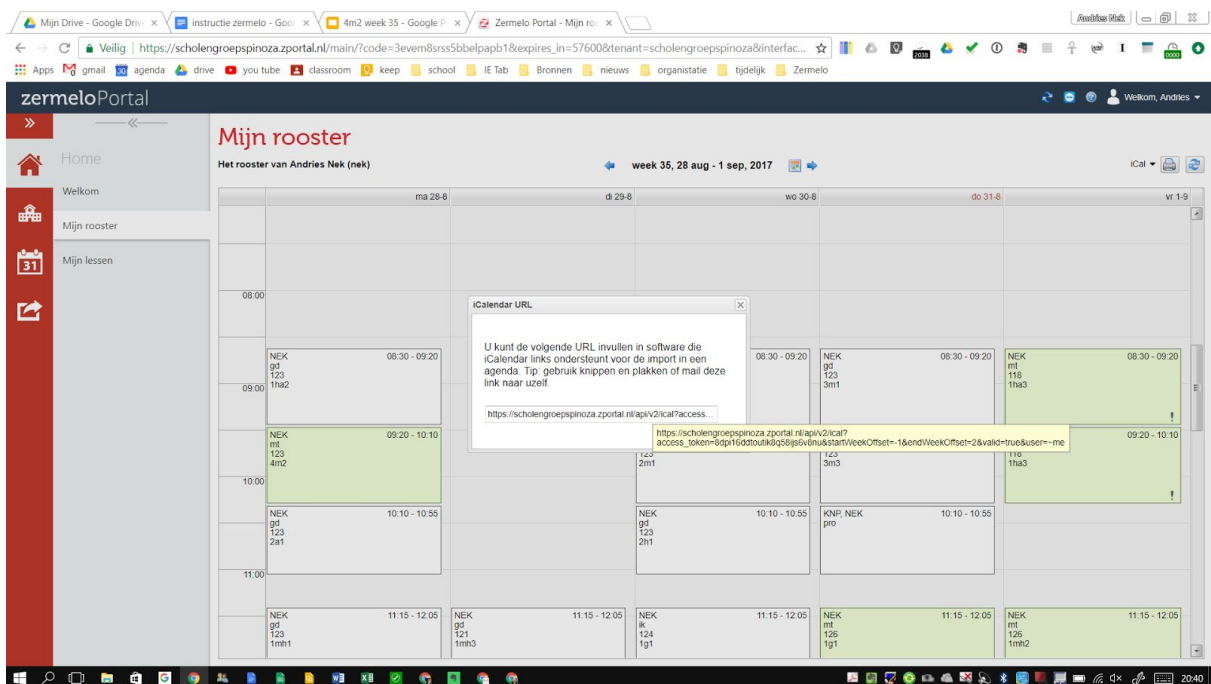 Mijn Drive - Google Driv
instructie zermelo - Goo
4m2 week 35 - Google P
Zermelo Portal - Mijn roo
Andries Nek
Veilig
https://scholengroepspinoza.zportal.nl/main/?code=3evem8srss5bbelpapb1&expires_in=57600&tenant=scholengroepspinoza&interfac...
Apps
gmail
agenda
drive
you tube
classroom
keep
school
IE Tab
Bronnen
nieuws
organistatie
tijdelijk
Zermelo
zermeloPortal
Welkom, Andries
Home
Welkom
Mijn rooster
Mijn lessen
31
Mijn rooster
Het rooster van Andries Nek (nek)
week 35, 28 aug - 1 sep, 2017
iCal
ma 28-8
di 29-8
wo 30-8
do 31-8
vr 1-9
08:00
09:00
10:00
11:00
iCalendar URL
U kunt de volgende URL invullen in software die
iCalendar links ondersteunt voor de import in een
agenda. Tip: gebruik knippen en plakken of mail deze
link naar uzelf.
https://scholengroepspinoza.zportal.nl/api/v2/ical?access...
https://scholengroepspinoza.zportal.nl/api/v2/ical?
access_token=8dpi16ddtoutik8q58ijs6v8nu&startWeekOffset=-1&endWeekOffset=2&valid=true&user=~me
NEK 08:30 - 09:20
gd
123
1ha2
08:30 - 09:20
NEK 08:30 - 09:20
gd
123
3m1
NEK 08:30 - 09:20
mt
118
1ha3
!
NEK 09:20 - 10:10
mt
123
4m2
123
2m1
123
3m3
09:20 - 10:10
118
1ha3
!
NEK 10:10 - 10:55
gd
123
2a1
NEK 10:10 - 10:55
gd
123
2h1
KNP, NEK 10:10 - 10:55
pro
NEK 11:15 - 12:05
gd
123
1mh1
NEK 11:15 - 12:05
gd
121
1mh3
NEK 11:15 - 12:05
ik
124
1g1
NEK 11:15 - 12:05
mt
126
1g1
NEK 11:15 - 12:05
mt
126
1mh2
20:40